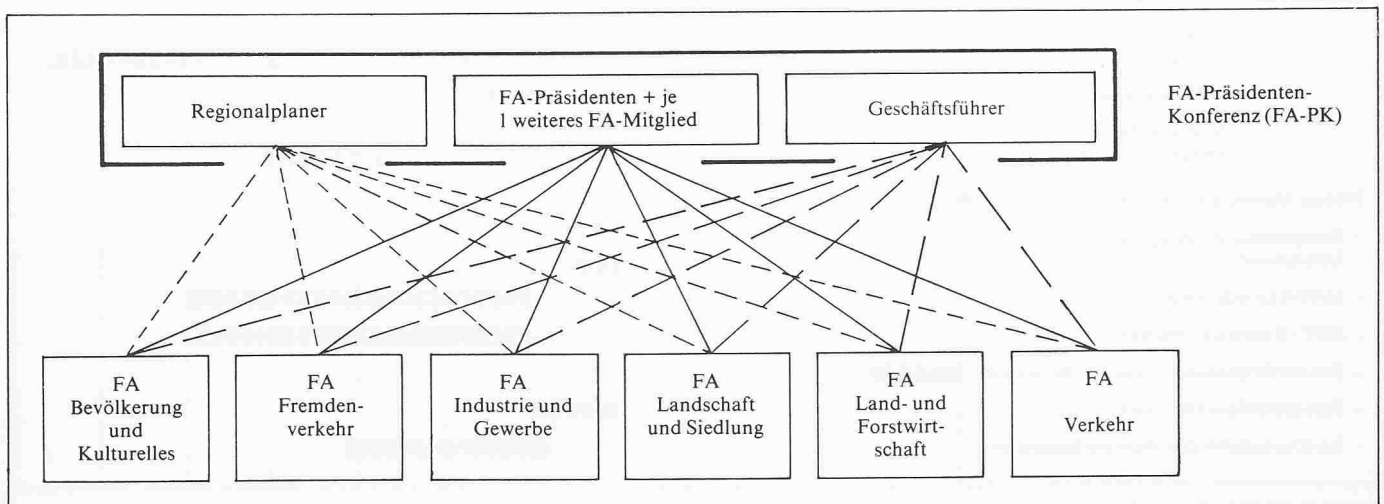 Regionalplaner
FA-Präsidenten + je
1 weiteres FA-Mitglied
Geschäftsführer
FA-Präsidenten-
Konferenz (FA-PK)
FA
Bevölkerung
und
Kulturelles
FA
Fremden-
verkehr
FA
Industrie und
Gewerbe
FA
Landschaft
und Siedlung
FA
Land- und
Forstwirt-
schaft
FA
Verkehr